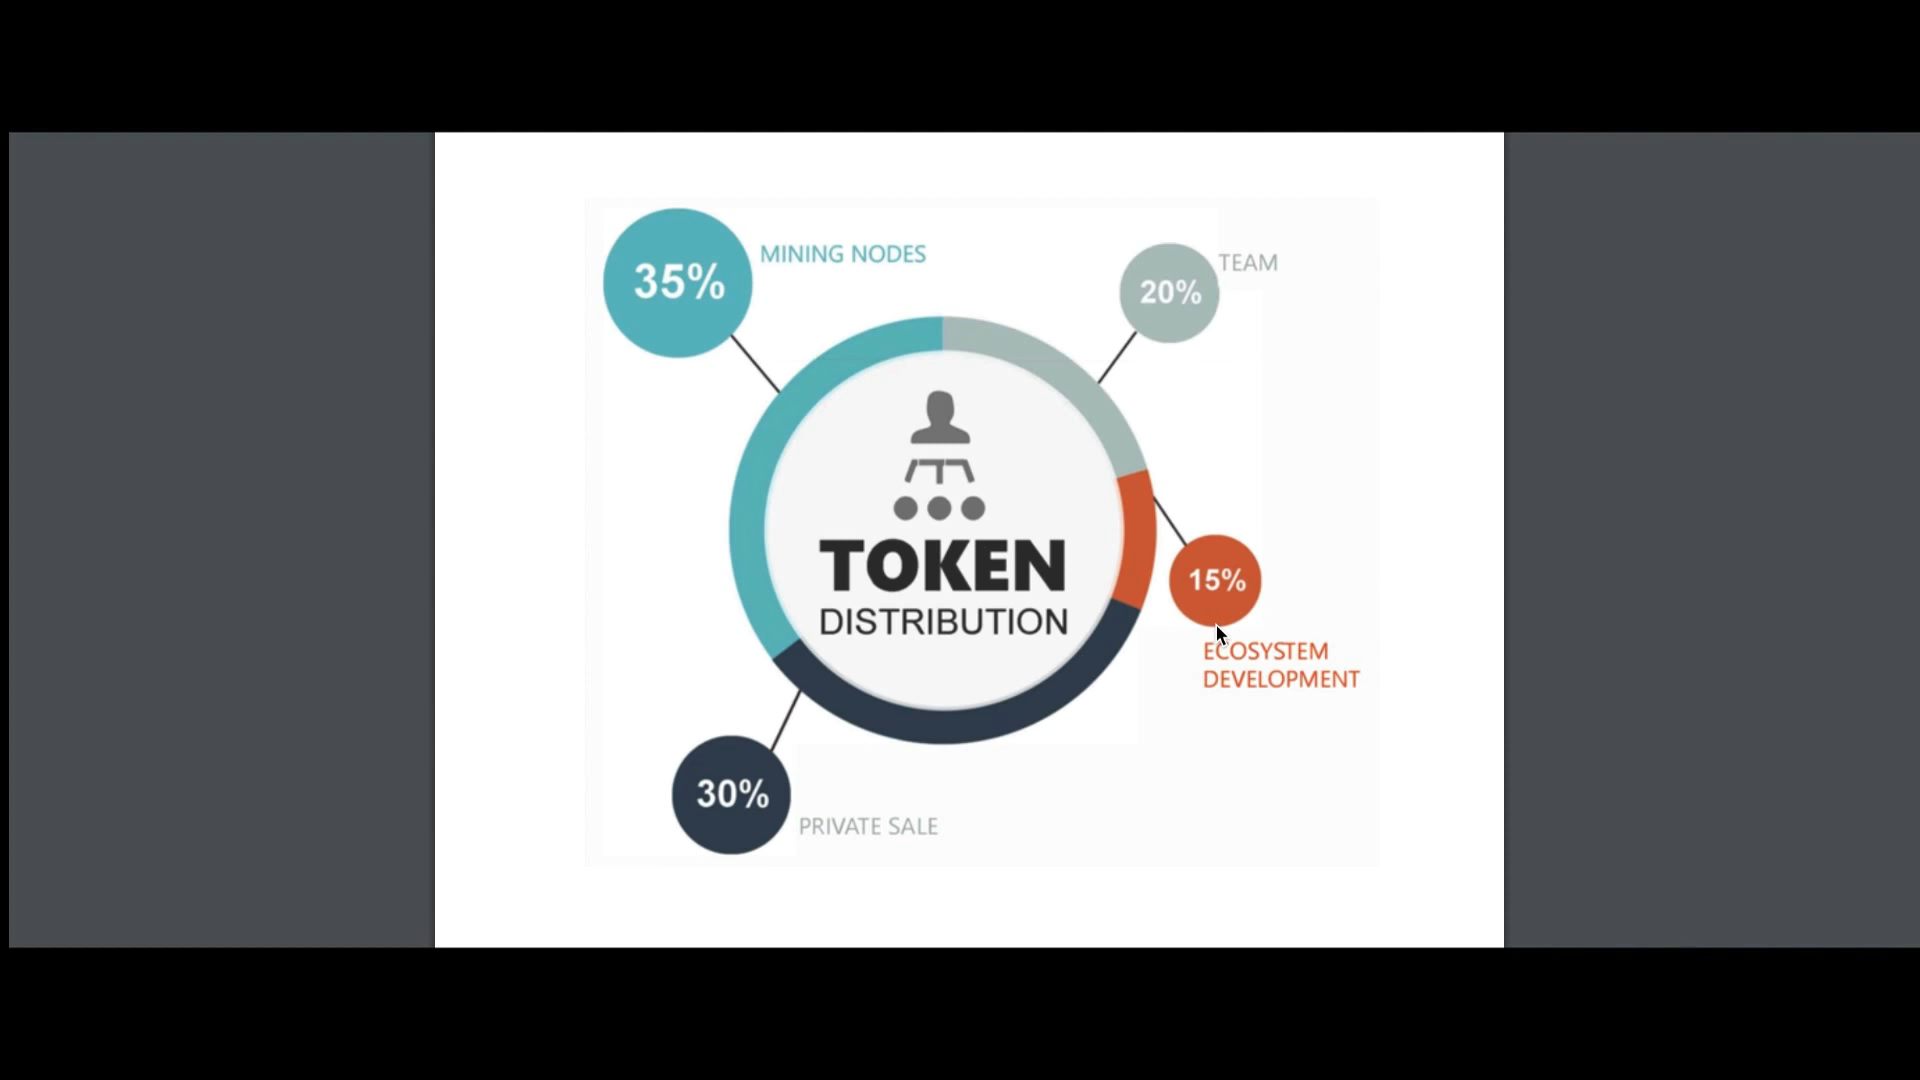 35%
MINING NODES
TEAM
20%
TOKEN
DISTRIBUTION
15%
ECOSYSTEM
DEVELOPMENT
30%
PRIVATE SALE